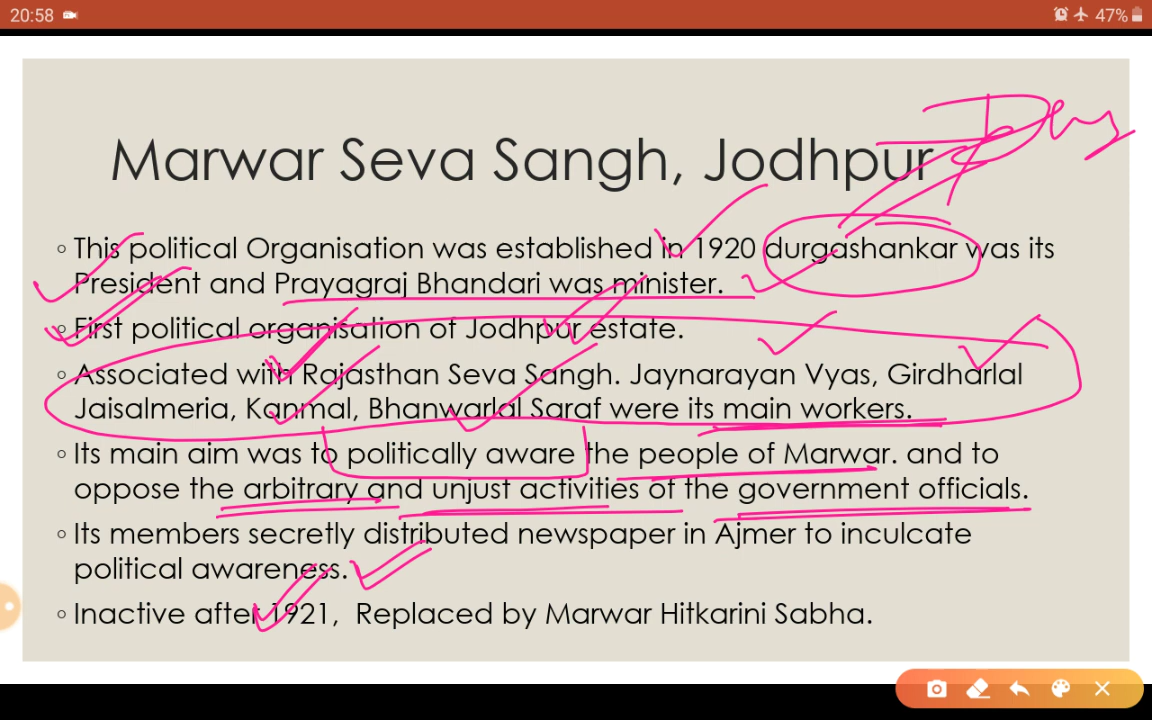 20:58
47%
Marwar Seva Sangh, Jodhpur
◦ This political Organisation was established in 1920 durgashankar was its
President and Prayagraj Bhandari was minister.
◦ First political organisation of Jodhpur estate.
◦ Associated with Rajasthan Seva Sangh. Jaynarayan Vyas, Girdharlal
Jaisalmeria, Kanmal, Bhanwarlal Saraf were its main workers.
◦ Its main aim was to politically aware the people of Marwar. and to
oppose the arbitrary and unjust activities of the government officials.
◦ Its members secretly distributed newspaper in Ajmer to inculcate
political awareness.
◦ Inactive after 1921, Replaced by Marwar Hitkarini Sabha.